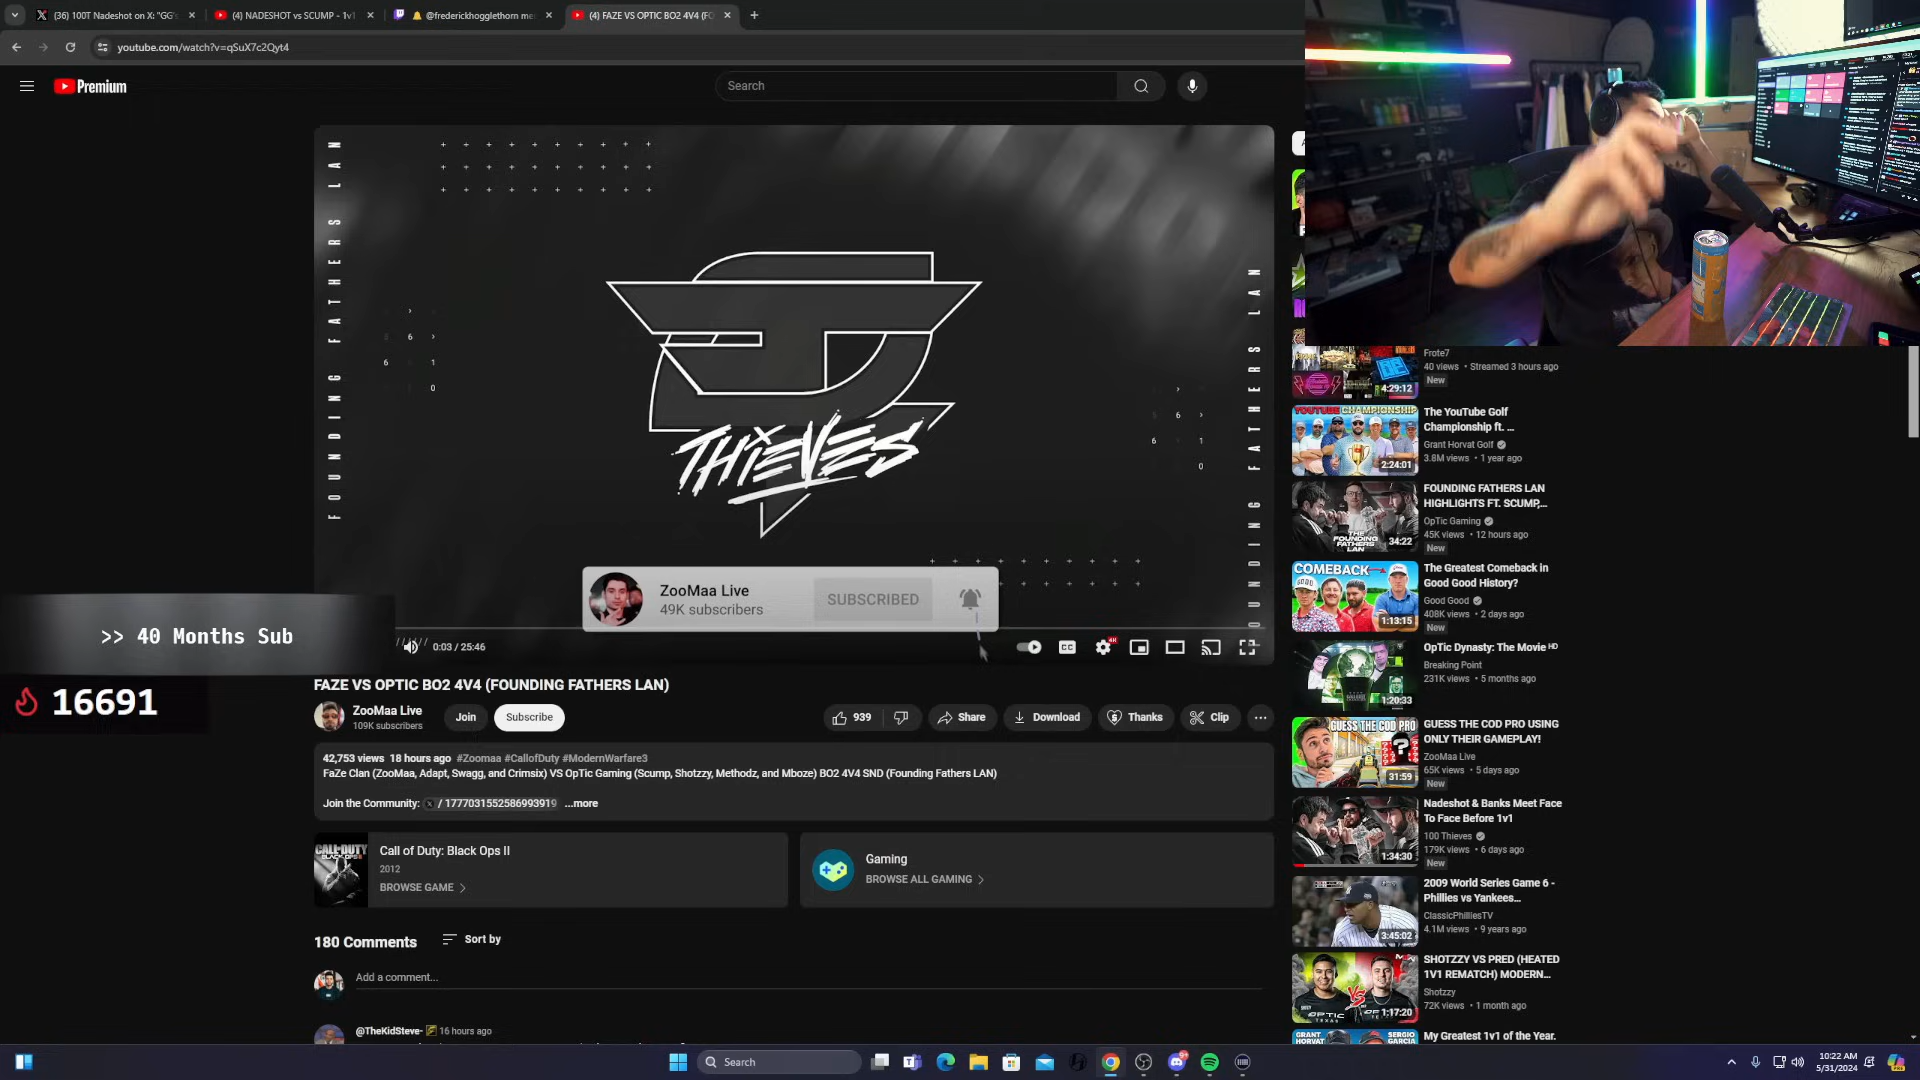 (36) 100T Nadeshot on X: "GG's
(4) NADESHOT vs SCUMP - 1v1
@frederickhogglethorn me
(4) FAZE VS OPTIC BO2 4V4 (FO
youtube.com/watch?v=qSuX7c2Qyt4
Premium
Search
FOUNDING FATHERS LAN
THIEVES
FOUNDING FATHERS LAN
ZooMaa Live
49K subscribers
SUBSCRIBED
0:03 / 25:46
>> 40 Months Sub
16691
FAZE VS OPTIC BO2 4V4 (FOUNDING FATHERS LAN)
ZooMaa Live
109K subscribers
Join
Subscribe
939
Share
Download
Thanks
Clip
42,753 views 18 hours ago #Zoomaa #CallofDuty #ModernWarfare3
FaZe Clan (ZooMaa, Adapt, Swagg, and Crimsix) VS OpTic Gaming (Scump, Shotzzy, Methodz, and Mboze) BO2 4V4 SND (Founding Fathers LAN)
Join the Community: / 1777031552586993919 ...more
Call of Duty: Black Ops II
2012
BROWSE GAME
Gaming
BROWSE ALL GAMING
180 Comments
Sort by
Add a comment...
@TheKidSteve- 16 hours ago
Frote7
40 views • Streamed 3 hours ago
New
4:29:12
The YouTube Golf
Championship ft. ...
Grant Horvat Golf
3.8M views • 1 year ago
YOUTUBE CHAMPIONSHIP
2:24:01
FOUNDING FATHERS LAN
HIGHLIGHTS FT. SCUMP,...
OpTic Gaming
45K views • 12 hours ago
New
THE FOUNDING FATHERS LAN
34:22
The Greatest Comeback in
Good Good History?
Good Good
408K views • 2 days ago
New
COMEBACK
1:13:15
OpTic Dynasty: The Movie HD
Breaking Point
231K views • 5 months ago
1:20:33
GUESS THE COD PRO USING
ONLY THEIR GAMEPLAY!
ZooMaa Live
65K views • 5 days ago
New
GUESS THE COD PRO
31:59
Nadeshot & Banks Meet Face
To Face Before 1v1
100 Thieves
179K views • 6 days ago
New
1:34:30
2009 World Series Game 6 -
Phillies vs Yankees...
ClassicPhilliesTV
4.1M views • 9 years ago
3:45:02
SHOTZZY VS PRED (HEATED
1V1 REMATCH) MODERN...
Shotzzy
72K views • 1 month ago
VS
1:17:20
My Greatest 1v1 of the Year.
GRANT HORVAT
SERGIO GARCIA
Search
10:22 AM
5/31/2024